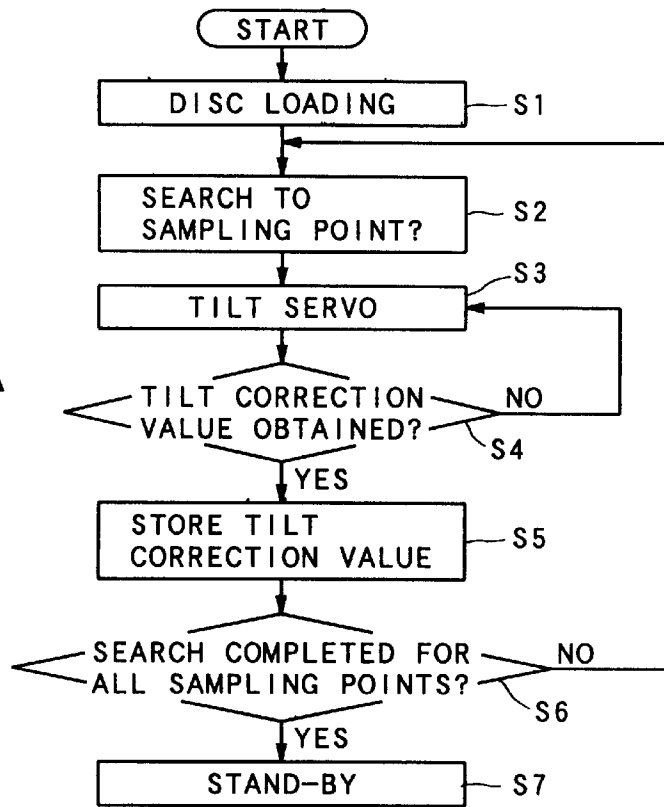 START
DISC LOADING
S1
SEARCH TO
SAMPLING POINT?
S2
S3
TILT SERVO
TILT CORRECTION
VALUE OBTAINED?
NO
S4
YES
STORE TILT
CORRECTION VALUE
S5
SEARCH COMPLETED FOR
ALL SAMPLING POINTS?
NO
S6
YES
STAND-BY
S7